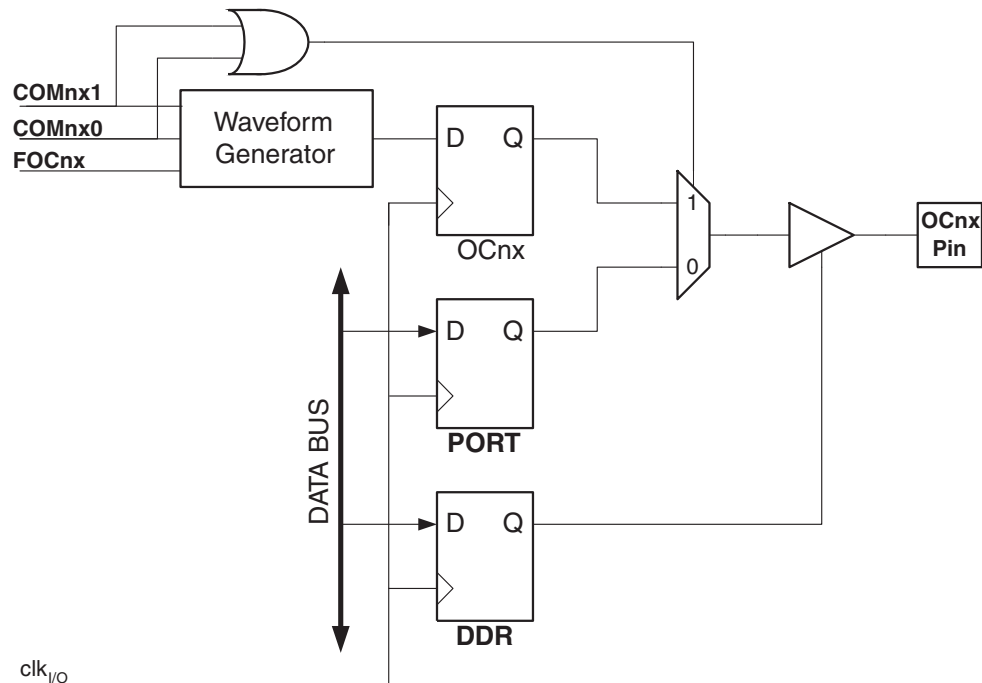 COMnx1
COMnx0
FOCnx
Waveform
Generator
D Q
OCnx
1
0
OCnx
Pin
D Q
PORT
DATA BUS
D Q
DDR
clkI/O